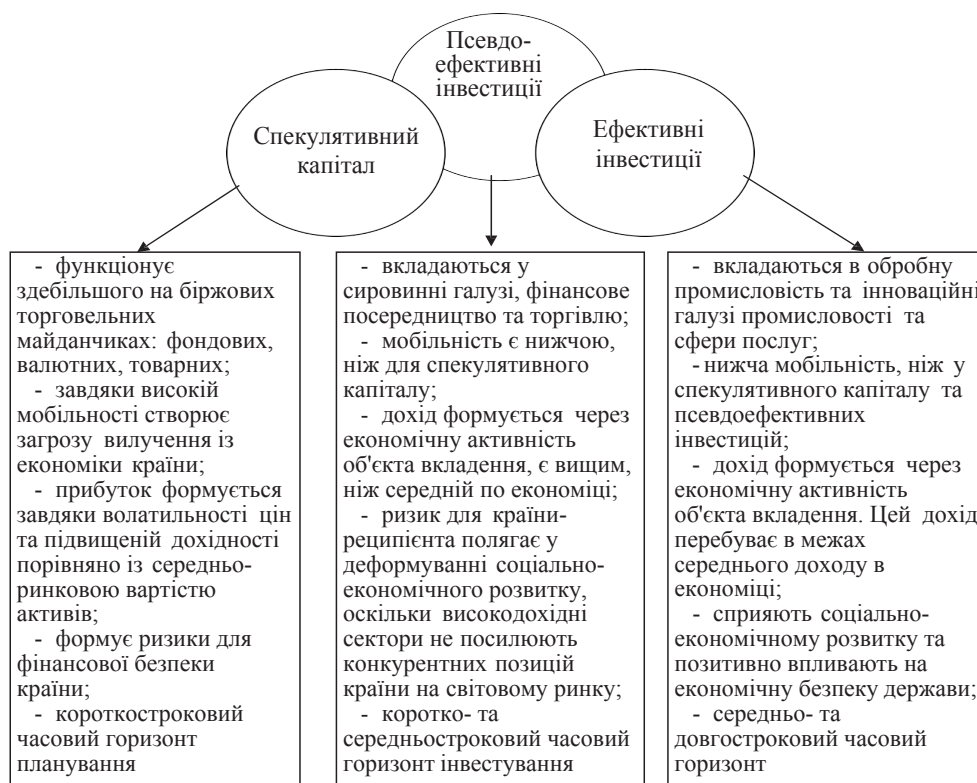 Псевдо-
ефективні
інвестиції
Спекулятивний
капітал
Ефективні
інвестиції
- функціонує
здебільшого на біржових
торговельних
майданчиках: фондових,
валютних, товарних;
- завдяки високій
мобільності створює
загрозу вилучення із
економіки країни;
- прибуток формується
завдяки волатильності цін
та підвищеній дохідності
порівняно із середньо-
ринковою вартістю
активів;
- формує ризики для
фінансової безпеки
країни;
- короткостроковий
часовий горизонт
планування
- вкладаються у
сировинні галузі, фінансове
посередництво та торгівлю;
- мобільність є нижчою,
ніж для спекулятивного
капіталу;
- дохід формується через
економічну активність
об'єкта вкладення, є вищим,
ніж середній по економіці;
- ризик для країни-
реципієнта полягає у
деформуванні соціально-
економічного розвитку,
оскільки високодохідні
сектори не посилюють
конкурентних позицій
країни на світовому ринку;
- коротко- та
середньостроковий часовий
горизонт інвестування
- вкладаються в обробну
промисловість та інноваційні
галузі промисловості та
сфери послуг;
- нижча мобільність, ніж у
спекулятивного капіталу та
псевдоефективних
інвестицій;
- дохід формується через
економічну активність
об'єкта вкладення. Цей дохід
перебуває в межах
середнього доходу в
економіці;
- сприяють соціально-
економічному розвитку та
позитивно впливають на
економічну безпеку держави;
- середньо- та
довгостроковий часовий
горизонт